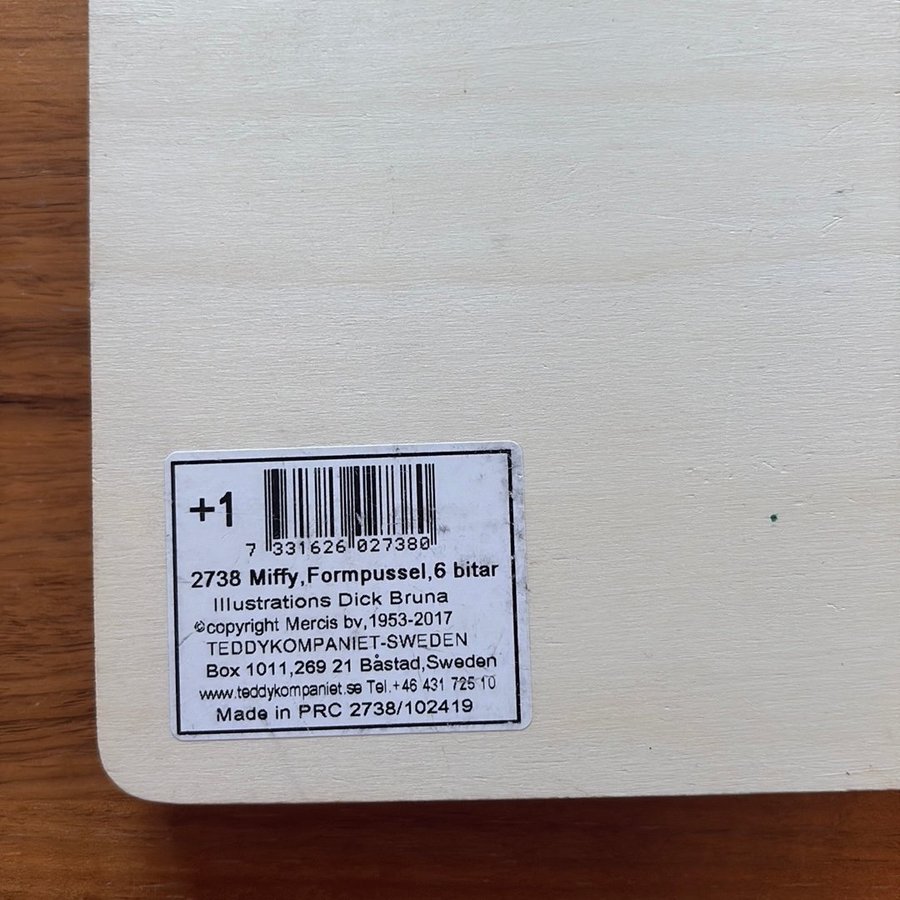 +1
7 331626 027380
2738 Miffy,Formpussel,6 bitar
Illustrations Dick Bruna
©copyright Mercis bv,1953-2017
TEDDYKOMPANIET-SWEDEN
Box 1011,269 21 Båstad,Sweden
www.teddykompaniet.se Tel.+46 431 725 10
Made in PRC 2738/102419